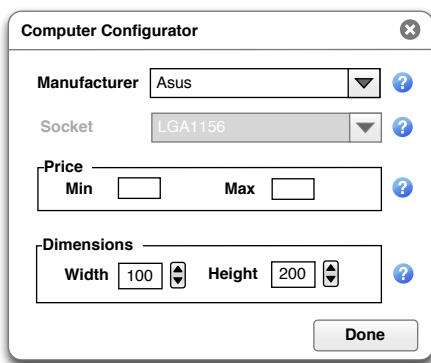 Computer Configurator
Manufacturer Asus ?
Socket LGA1156 ?
Price
Min Max ?
Dimensions
Width 100 Height 200 ?
Done